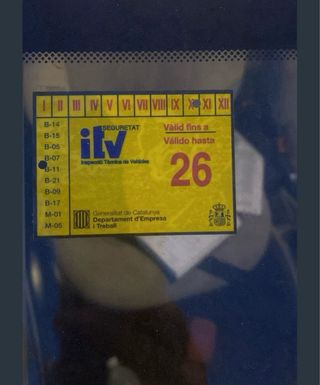 I II III IV V VI VII VIII IX X XI XII
B-14
B-15
B-05
B-07
B-11
B-21
B-09
B-17
M-01
M-05
SEGURETAT
itv
Inspecció Tècnica de Vehicles
Vàlid fins a
Válido hasta
26
Generalitat de Catalunya
Departament d'Empresa
i Treball